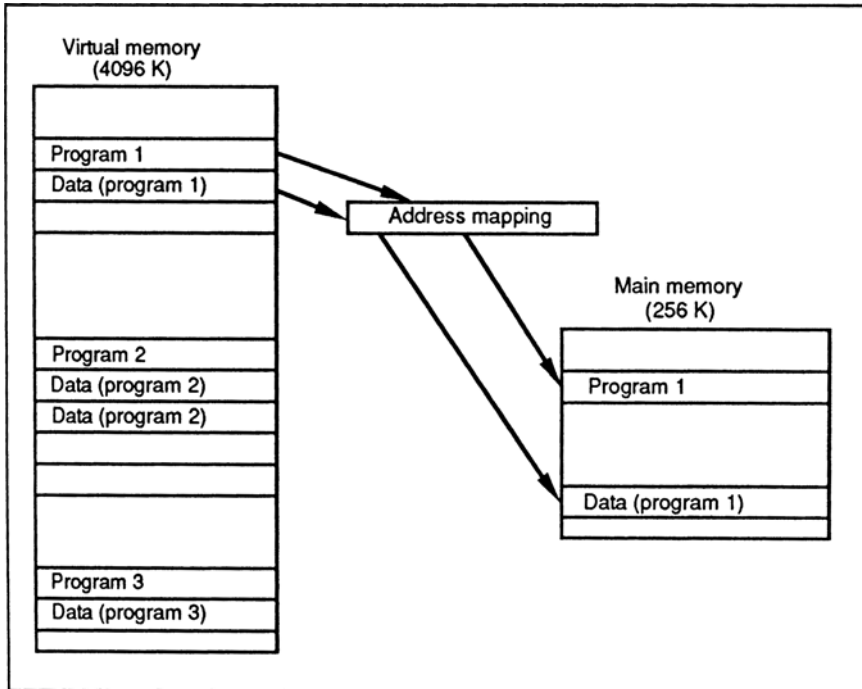 Virtual memory
(4096 K)
Program 1
Data (program 1)
Address mapping
Main memory
(256 K)
Program 2
Data (program 2)
Data (program 2)
Program 1
Data (program 1)
Program 3
Data (program 3)